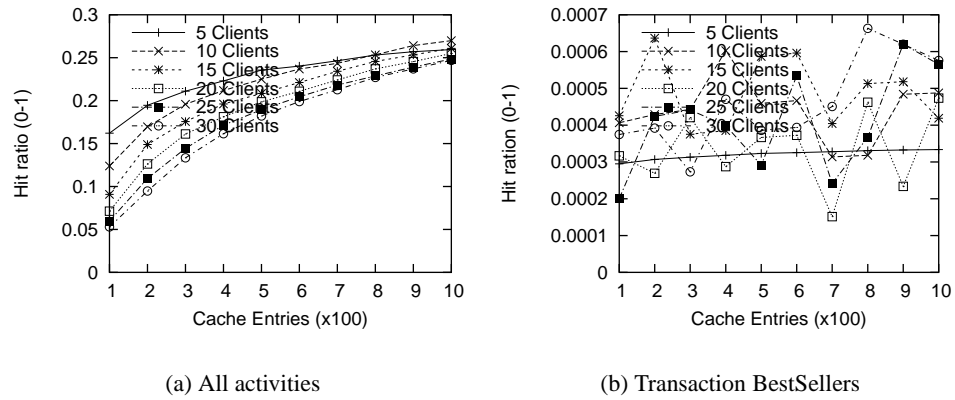 0.3
0.25
0.2
0.15
0.1
0.05
0
Hit ratio (0-1)
5 Clients
10 Clients
15 Clients
20 Clients
25 Clients
30 Clients
1 2 3 4 5 6 7 8 9 10
Cache Entries (x100)
(a) All activities
0.0007
0.0006
0.0005
0.0004
0.0003
0.0002
0.0001
0
Hit ration (0-1)
5 Clients
10 Clients
15 Clients
20 Clients
25 Clients
30 Clients
1 2 3 4 5 6 7 8 9 10
Cache Entries (x100)
(b) Transaction BestSellers